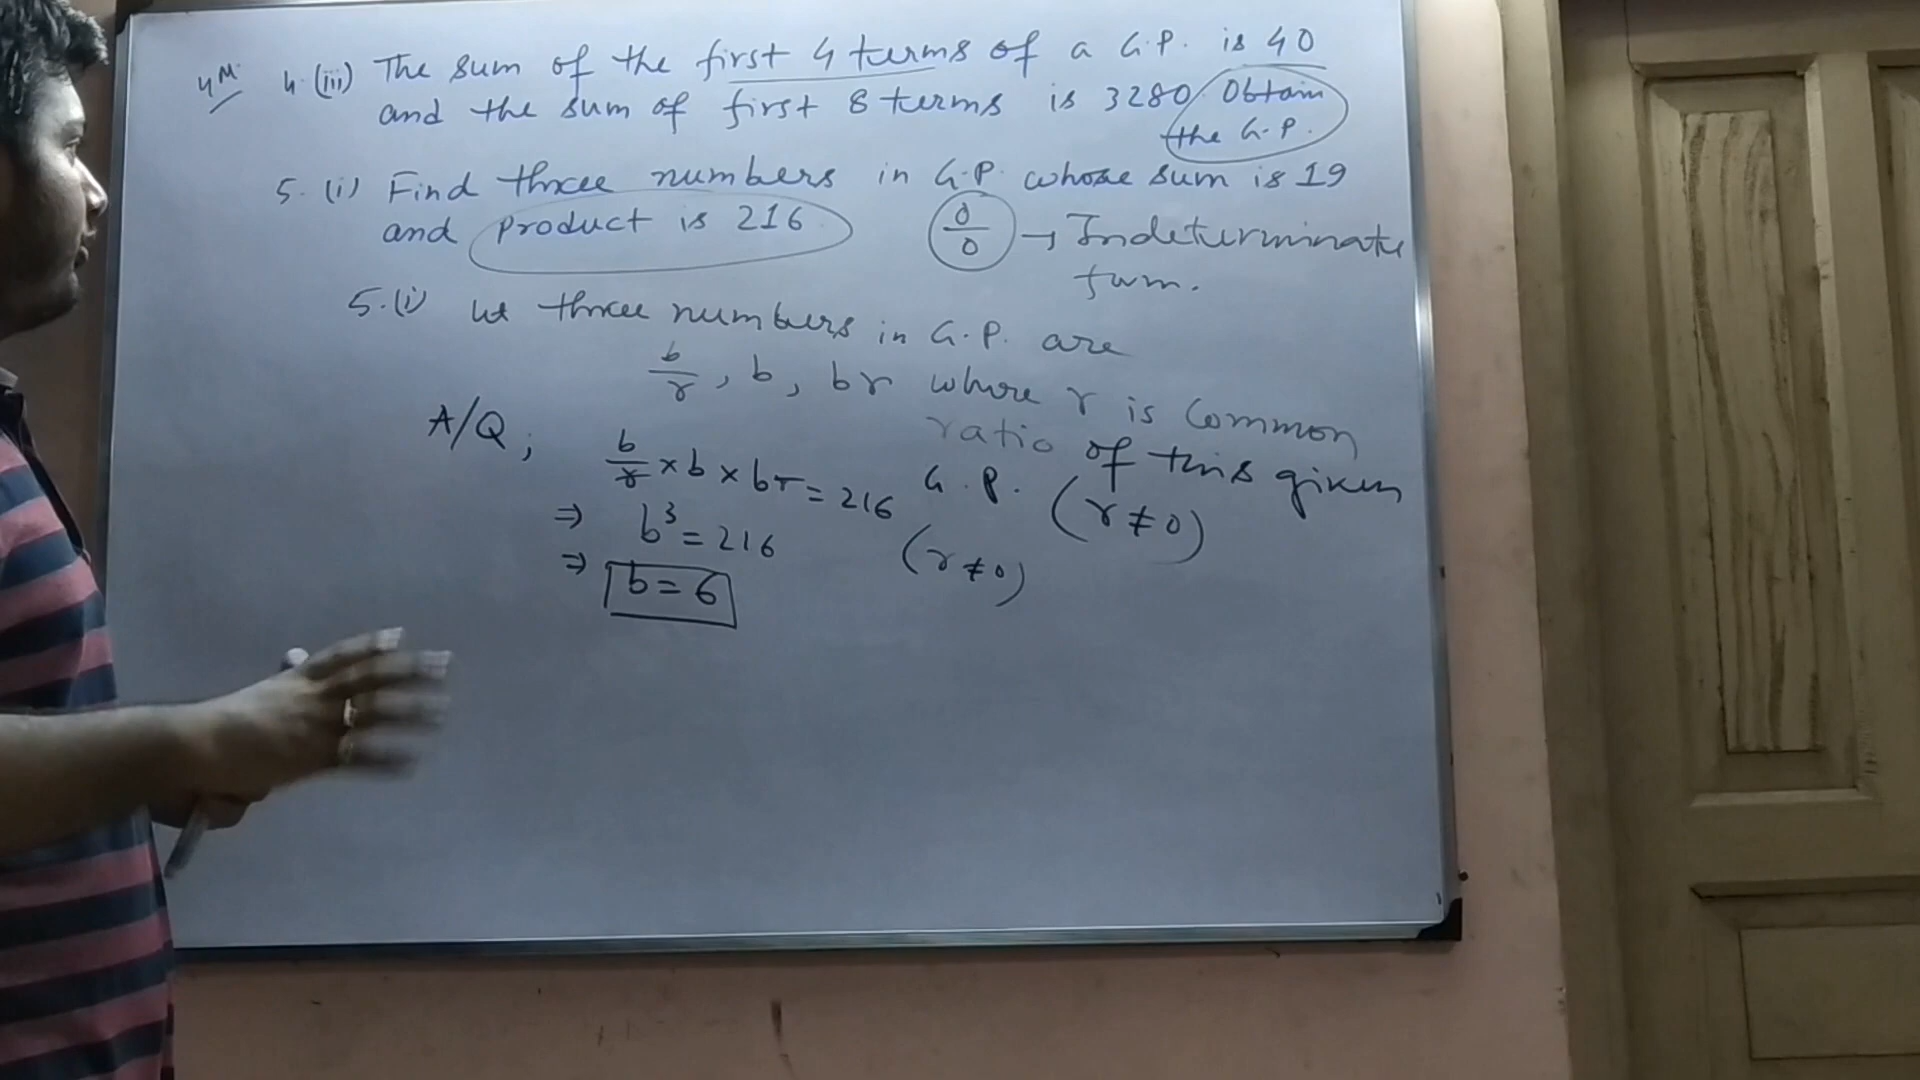 4M 4.(iii) The sum of the first 4 terms of a G.P. is 40
and the sum of first 8 terms is 3280. Obtain
the G.P.
5. (i) Find three numbers in G.P. whose sum is 19
and product is 216
0/0 → Indeterminate
form.
5.(i) let three numbers in G.P. are
b/r, b, br where r is Common
ratio of this given
G.P. (r≠0)
A/Q, b/r × b × br = 216
⇒ b³ = 216 (r≠0)
⇒ b = 6